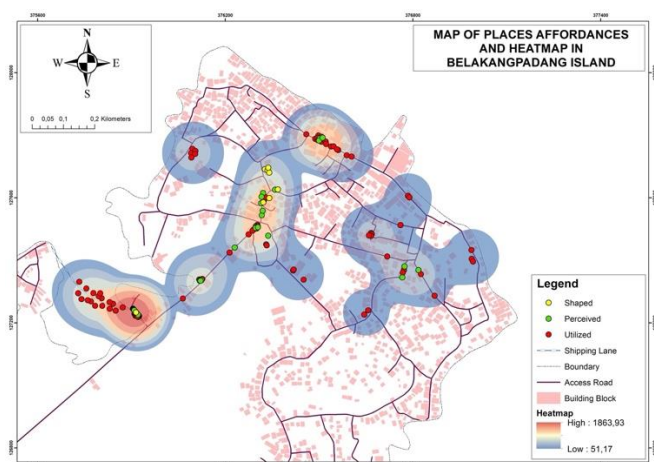 375600
376200
376800
377400
MAP OF PLACES AFFORDANCES
AND HEATMAP IN
BELAKANGPADANG ISLAND
N
W
E
S
0 0,05 0,1
0,2 Kilometers
Legend
Shaped
Perceived
Utilized
Shipping Lane
Boundary
Access Road
Building Block
Heatmap
High : 1863,93
Low : 51,17